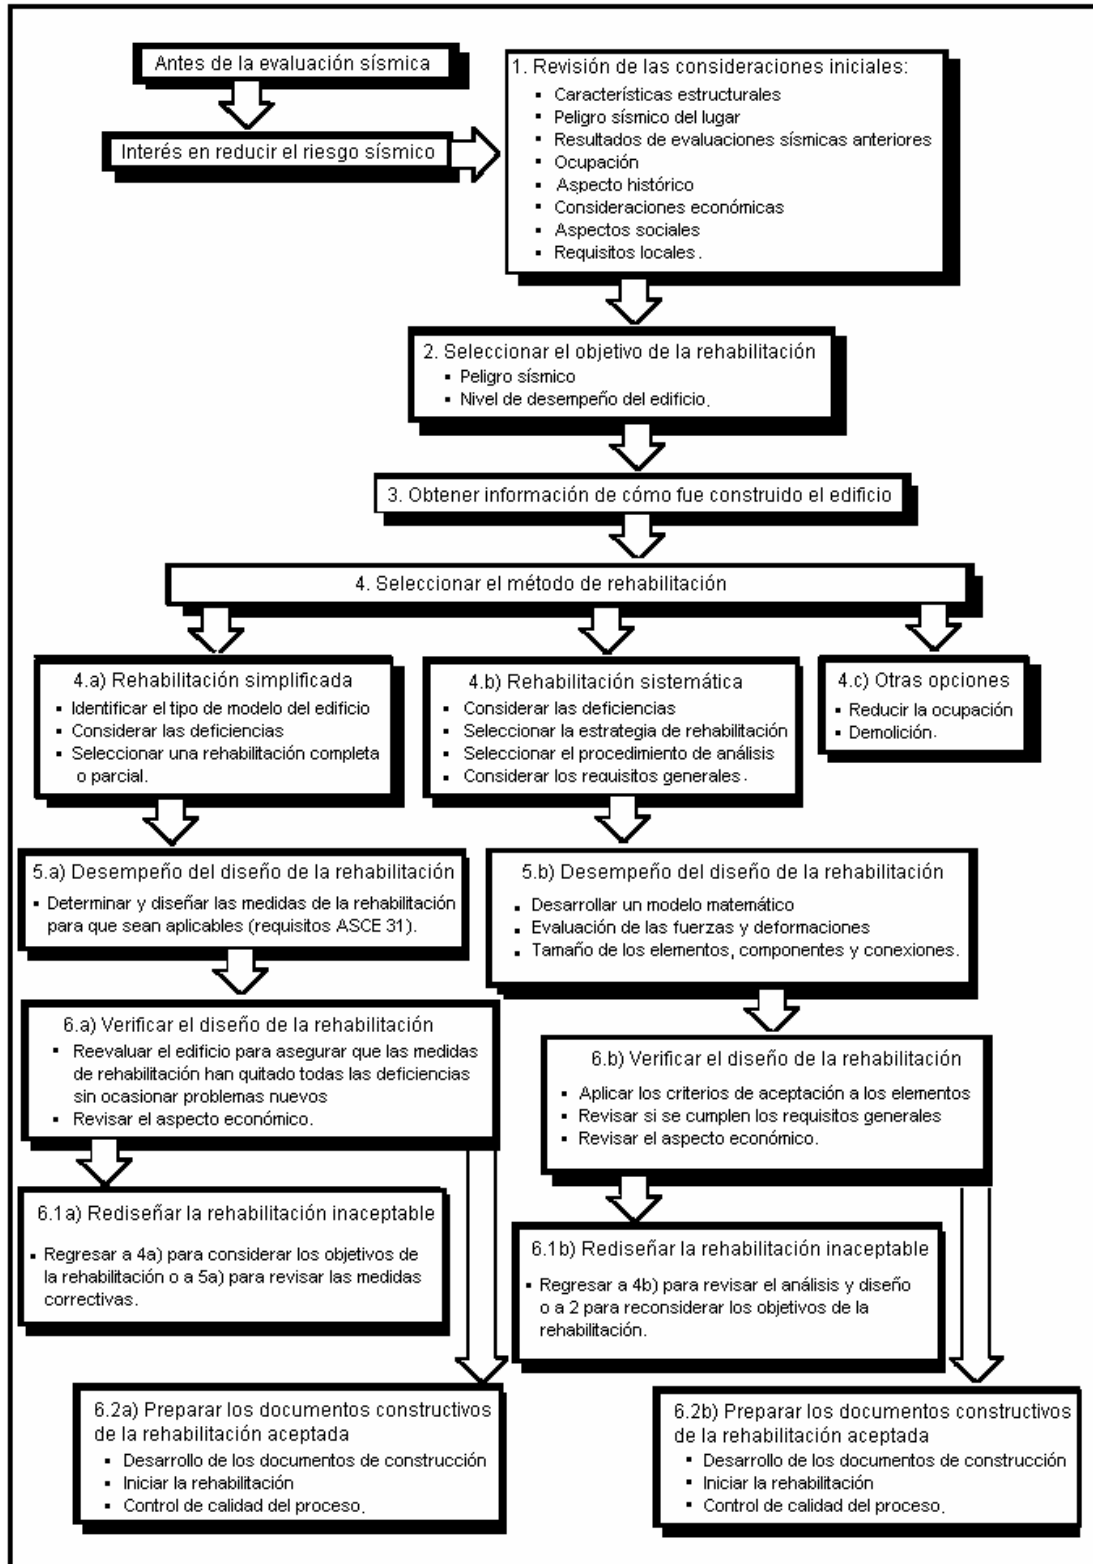 Antes de la evaluación sísmica
Interés en reducir el riesgo sísmico
1. Revisión de las consideraciones iniciales:
▪ Características estructurales
▪ Peligro sísmico del lugar
▪ Resultados de evaluaciones sísmicas anteriores
▪ Ocupación
▪ Aspecto histórico
▪ Consideraciones económicas
▪ Aspectos sociales
▪ Requisitos locales.
2. Seleccionar el objetivo de la rehabilitación
▪ Peligro sísmico
▪ Nivel de desempeño del edificio.
3. Obtener información de cómo fue construido el edificio
4. Seleccionar el método de rehabilitación
4.a) Rehabilitación simplificada
▪ Identificar el tipo de modelo del edificio
▪ Considerar las deficiencias
▪ Seleccionar una rehabilitación completa
o parcial.
4.b) Rehabilitación sistemática
▪ Considerar las deficiencias
▪ Seleccionar la estrategia de rehabilitación
▪ Seleccionar el procedimiento de análisis
▪ Considerar los requisitos generales.
4.c) Otras opciones
▪ Reducir la ocupación
▪ Demolición.
5.a) Desempeño del diseño de la rehabilitación
▪ Determinar y diseñar las medidas de la rehabilitación
para que sean aplicables (requisitos ASCE 31).
5.b) Desempeño del diseño de la rehabilitación
▪ Desarrollar un modelo matemático
▪ Evaluación de las fuerzas y deformaciones
▪ Tamaño de los elementos, componentes y conexiones.
6.a) Verificar el diseño de la rehabilitación
▪ Reevaluar el edificio para asegurar que las medidas
de rehabilitación han quitado todas las deficiencias
sin ocasionar problemas nuevos
▪ Revisar el aspecto económico.
6.b) Verificar el diseño de la rehabilitación
▪ Aplicar los criterios de aceptación a los elementos
▪ Revisar si se cumplen los requisitos generales
▪ Revisar el aspecto económico.
6.1a) Rediseñar la rehabilitación inaceptable
▪ Regresar a 4a) para considerar los objetivos de
la rehabilitación o a 5a) para revisar las medidas
correctivas.
6.1b) Rediseñar la rehabilitación inaceptable
▪ Regresar a 4b) para revisar el análisis y diseño
o a 2 para reconsiderar los objetivos de la
rehabilitación.
6.2a) Preparar los documentos constructivos
de la rehabilitación aceptada
▪ Desarrollo de los documentos de construcción
▪ Iniciar la rehabilitación
▪ Control de calidad del proceso.
6.2b) Preparar los documentos constructivos
de la rehabilitación aceptada
▪ Desarrollo de los documentos de construcción
▪ Iniciar la rehabilitación
▪ Control de calidad del proceso.